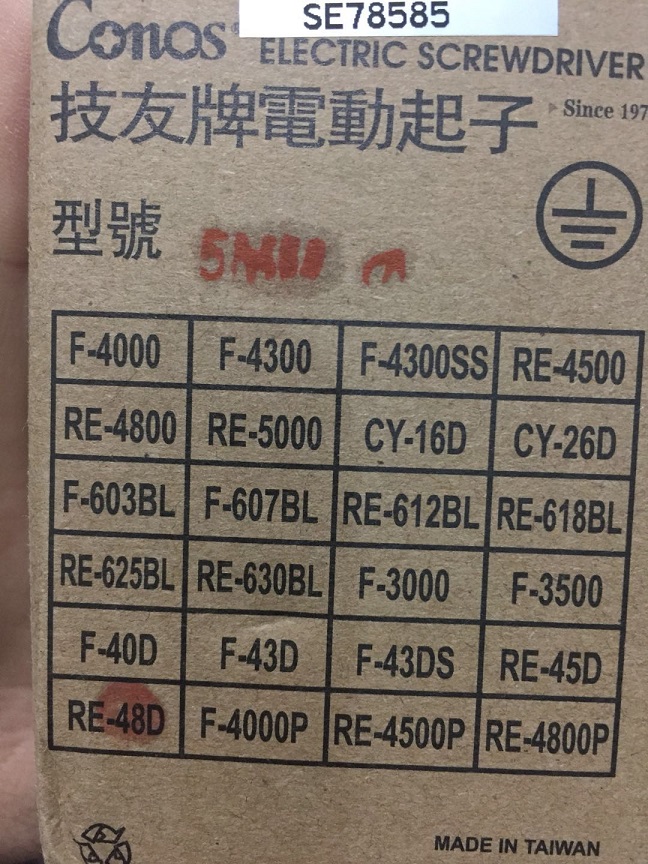 SE78585
Conos
ELECTRIC SCREWDRIVER
技友牌電動起子
Since 197
型號
F-4000 F-4300 F-4300SS RE-4500
RE-4800 RE-5000 CY-16D CY-26D
F-603BL F-607BL RE-612BL RE-618BL
RE-625BL RE-630BL F-3000 F-3500
F-40D F-43D F-43DS RE-45D
RE-48D F-4000P RE-4500P RE-4800P
MADE IN TAIWAN